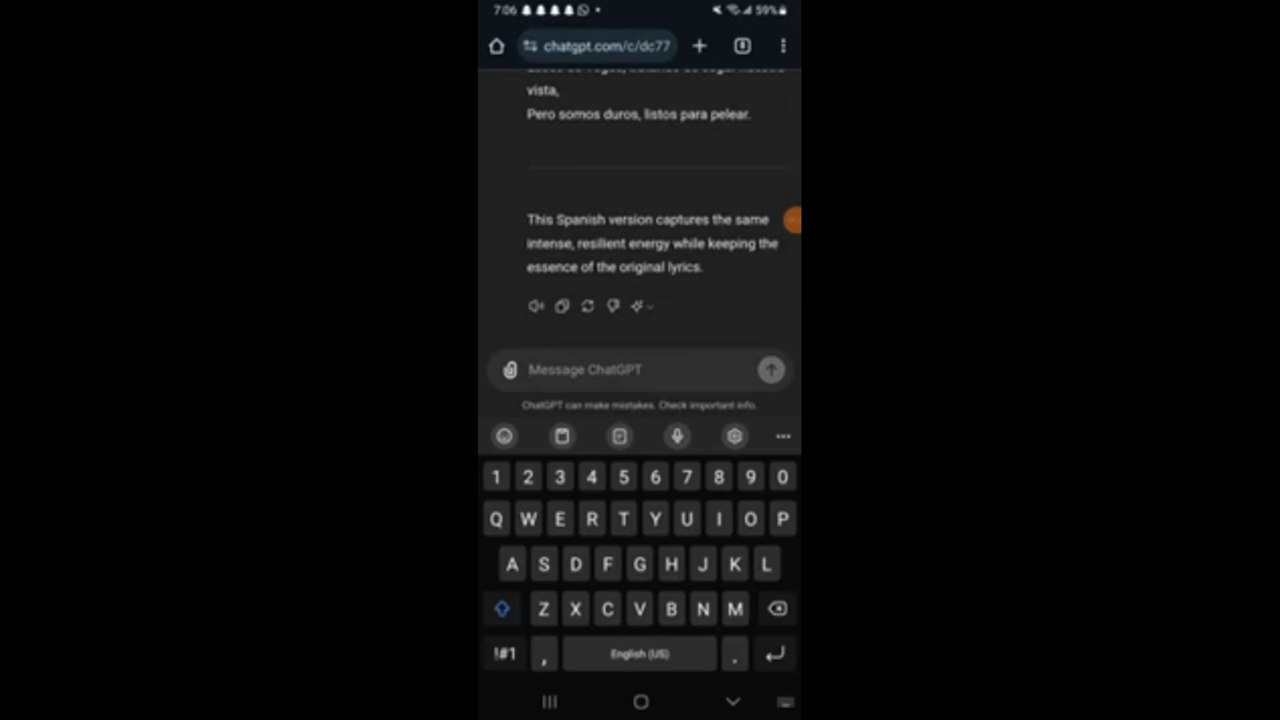 7:06
59%
chatgpt.com/c/dc77
vista,
Pero somos duros, listos para pelear.
This Spanish version captures the same
intense, resilient energy while keeping the
essence of the original lyrics.
Message ChatGPT
ChatGPT can make mistakes. Check important info.
1 2 3 4 5 6 7 8 9 0
Q W E R T Y U I O P
A S D F G H J K L
Z X C V B N M
!#1 , English (US) .